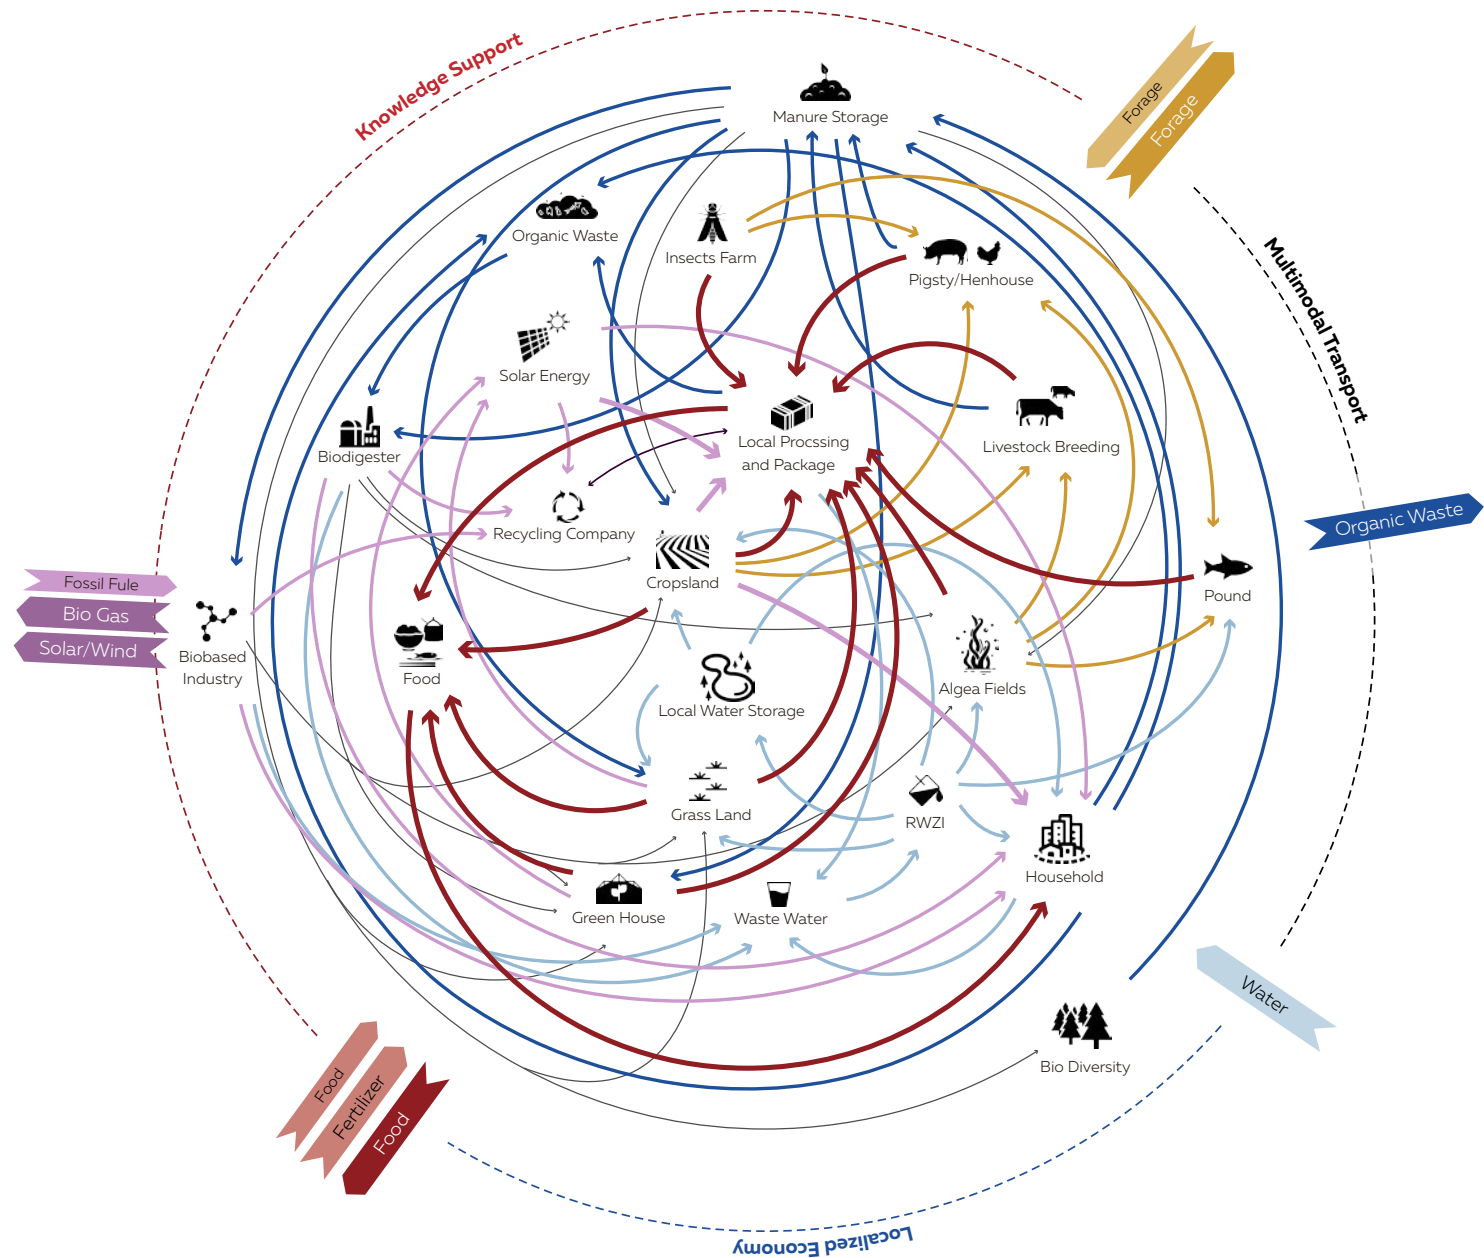 Knowledge Support
Manure Storage
Forage
Forage
Organic Waste
Insects Farm
Pigsty/Henhouse
Multimodal Transport
Solar Energy
Biodigester
Local Procssing
and Package
Livestock Breeding
Recycling Company
Organic Waste
Cropsland
Fossil Fule
Bio Gas
Solar/Wind
Biobased
Industry
Food
Pound
Algea Fields
Local Water Storage
Grass Land
RWZI
Household
Green House
Waste Water
Water
Bio Diversity
Food
Fertilizer
Food
Localized Economy